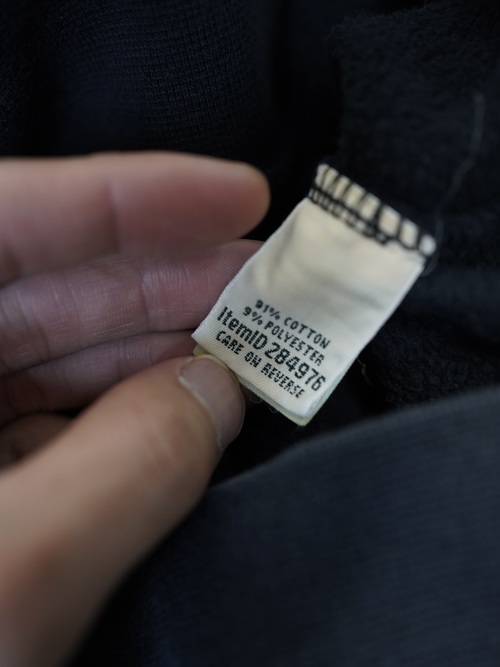 91% COTTON
9% POLYESTER
ItemID 284976
CARE ON REVERSE